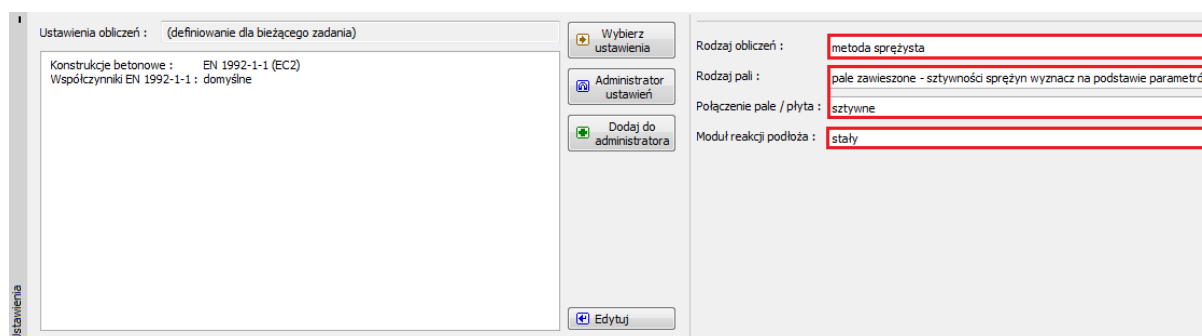 Ustawienia obliczeń : (definiowanie dla bieżącego zadania)
Konstrukcje betonowe : EN 1992-1-1 (EC2)
Współczynniki EN 1992-1-1 : domyślne
Wybierz
ustawienia
Administrator
ustawień
Dodaj do
administratora
Edytuj
Rodzaj obliczeń : metoda sprężysta
Rodzaj pali : pale zawieszone - sztywności sprężyn wyznacz na podstawie parametró
Połączenie pale / płyta : sztywne
Moduł reakcji podłoża : stały
Ustawienia